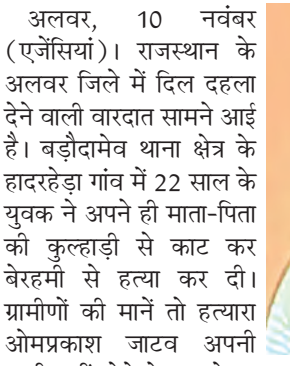 अलवर, 10 नवंबर
(एजेंसियां)। राजस्थान के
अलवर जिले में दिल दहला
देने वाली वारदात सामने आई
है। बड़ौदामेव थाना क्षेत्र के
हादरहेड़ा गांव में 22 साल के
युवक ने अपने ही माता-पिता
की कुल्हाड़ी से काट कर
बेरहमी से हत्या कर दी।
ग्रामीणों की मानें तो हत्यारा
ओमप्रकाश जाटव अपनी